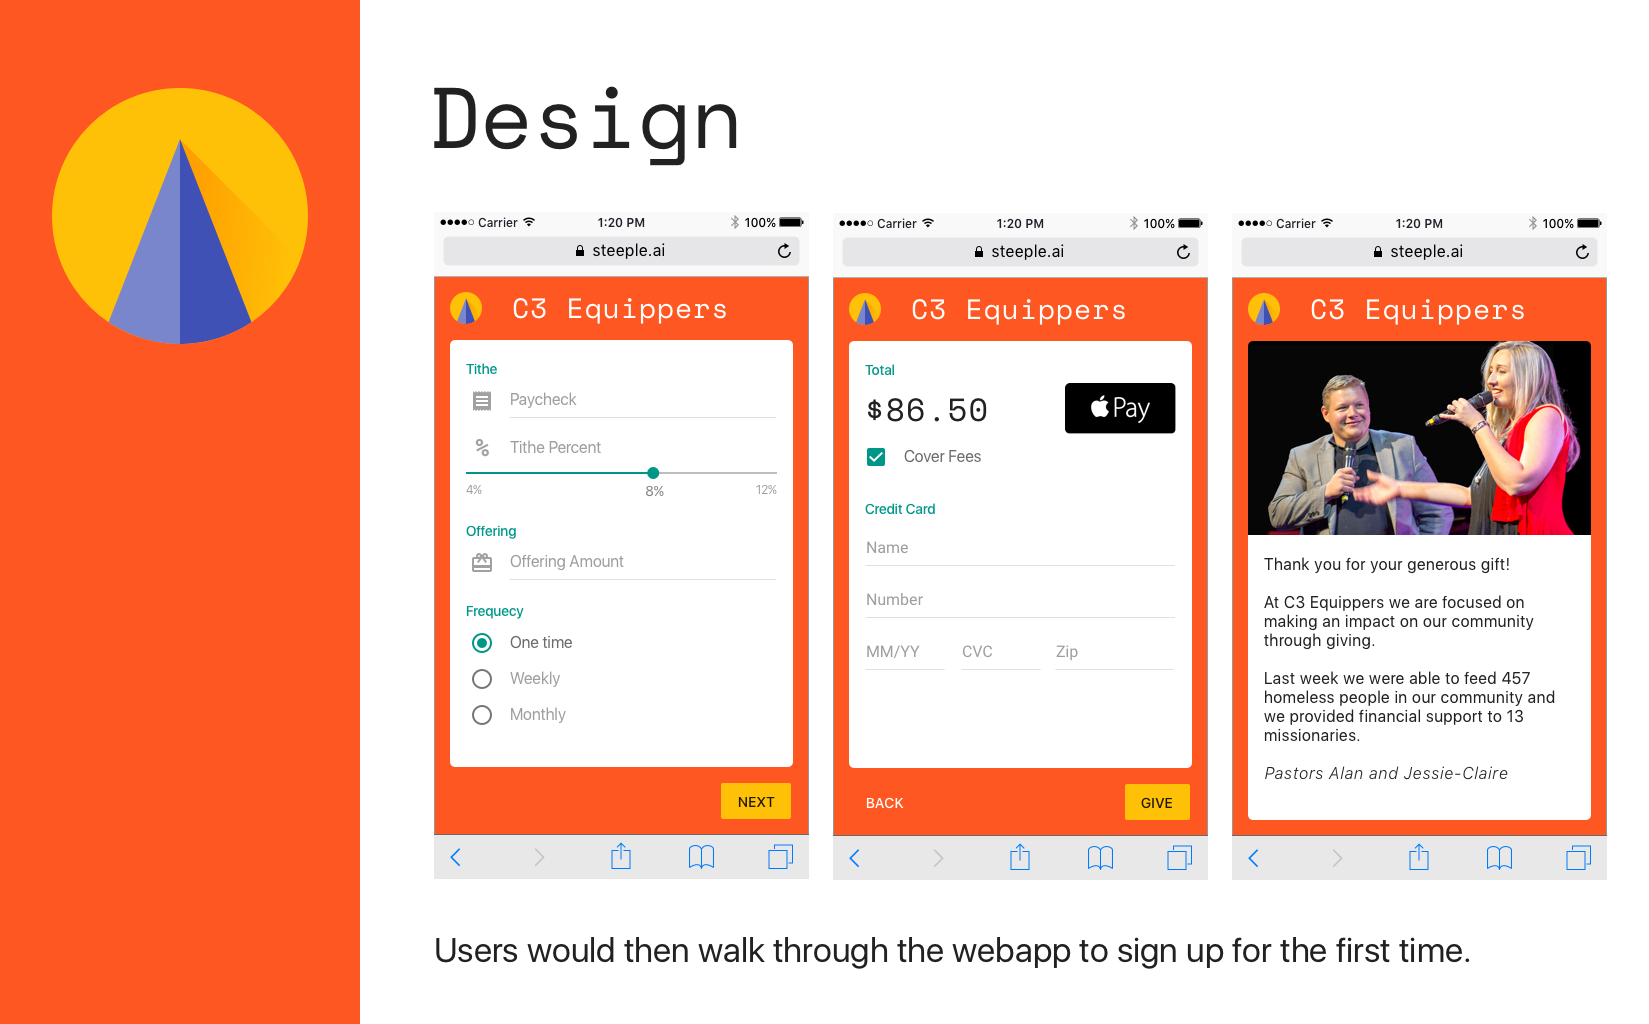 Design
Carrier 1:20 PM 100%
steeple.ai
C3 Equippers
Tithe
Paycheck
% Tithe Percent
4% 8% 12%
Offering
Offering Amount
Frequecy
One time
Weekly
Monthly
NEXT
Carrier 1:20 PM 100%
steeple.ai
C3 Equippers
Total
$86.50
Pay
Cover Fees
Credit Card
Name
Number
MM/YY CVC Zip
BACK GIVE
Carrier 1:20 PM 100%
steeple.ai
C3 Equippers
Thank you for your generous gift!
At C3 Equippers we are focused on
making an impact on our community
through giving.
Last week we were able to feed 457
homeless people in our community and
we provided financial support to 13
missionaries.
Pastors Alan and Jessie-Claire
Users would then walk through the webapp to sign up for the first time.